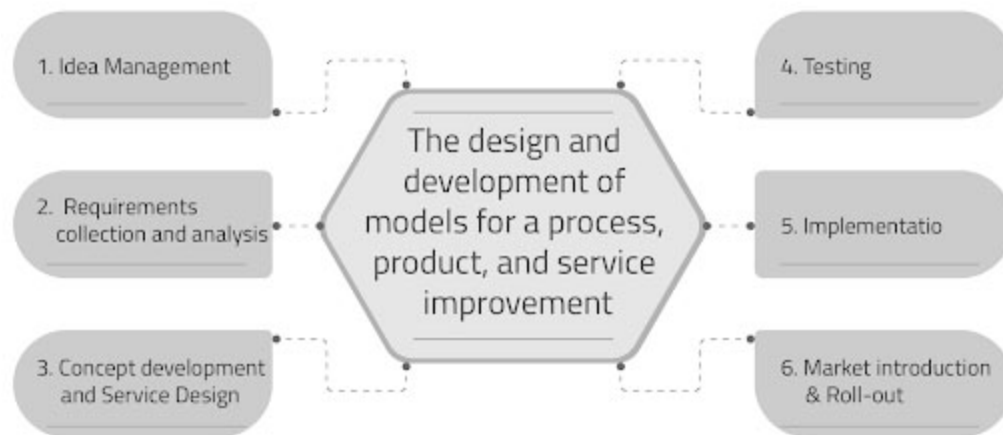 1. Idea Management
2. Requirements
collection and analysis
3. Concept development
and Service Design
The design and
development of
models for a process,
product, and service
improvement
4. Testing
5. Implementatio
6. Market introduction
& Roll-out